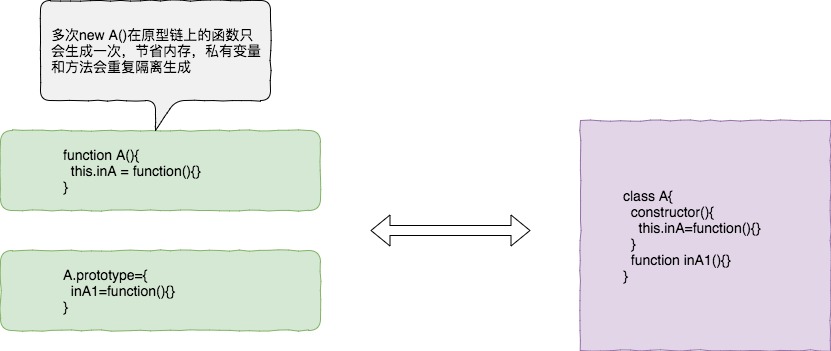 多次new A()在原型链上的函数只
会生成一次，节省内存，私有变量
和方法会重复隔离生成
function A(){
this.inA = function(){}
}
A.prototype={
inA1=function(){}
}
class A{
constructor(){
this.inA=function(){}
}
function inA1(){}
}